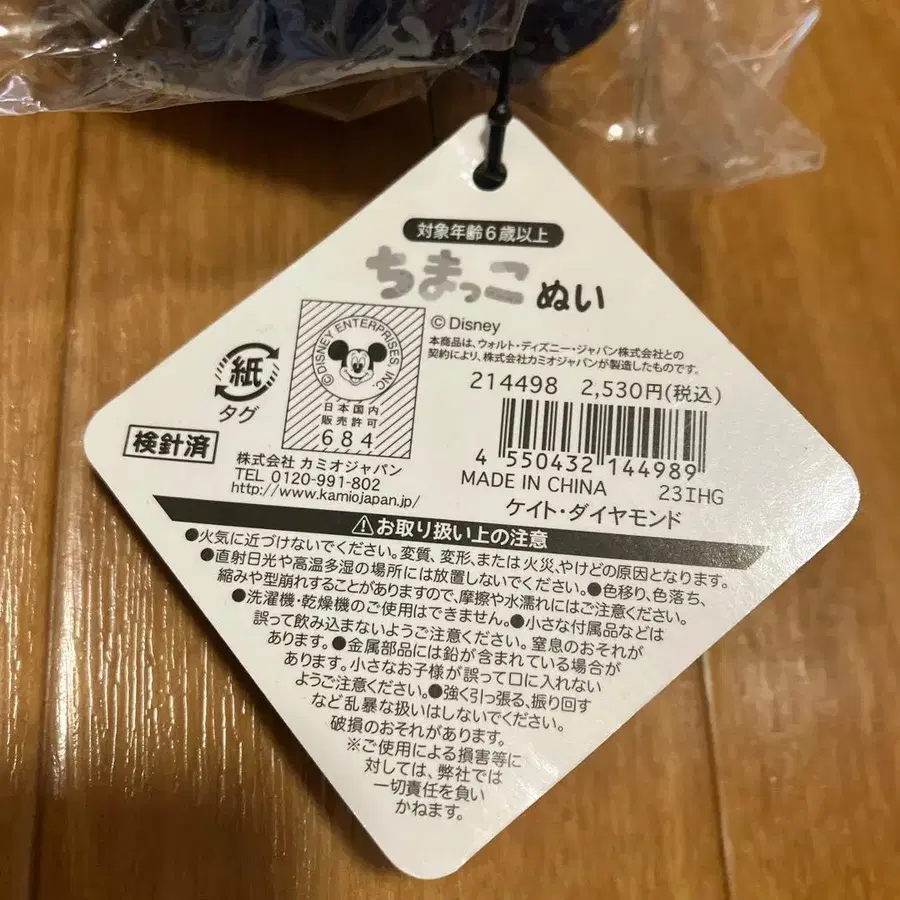 対象年齢6歳以上
ちまっこ ぬい
©Disney
本商品は、ウォルト・ディズニー・ジャパン株式会社との
契約により、株式会社カミオジャパンが製造したものです。
214498 2,530円(税込)
4 550432 144989
MADE IN CHINA 23IHG
ケイト・ダイヤモンド
紙
タグ
検針済
©DISNEY ENTERPRISES, INC.
日本国内
販売許可
684
株式会社 カミオジャパン
TEL 0120-991-802
http://www.kamiojapan.jp/
⚠お取り扱い上の注意
●火気に近づけないでください。変質、変形、または火災、やけどの原因となります。
●直射日光や高温多湿の場所には放置しないでください。●色移り、色落ち、
縮みや型崩れすることがありますので、摩擦や水濡れにはご注意ください。
●洗濯機・乾燥機のご使用はできません。●小さな付属品などは
誤って飲み込まないようご注意ください。窒息のおそれが
あります。●金属部品には鉛が含まれている場合が
あります。小さなお子様が誤って口に入れない
ようご注意ください。●強く引っ張る、振り回す
など乱暴な扱いはしないでください。
破損のおそれがあります。
※ご使用による損害等に
対しては、弊社では
一切責任を負い
かねます。